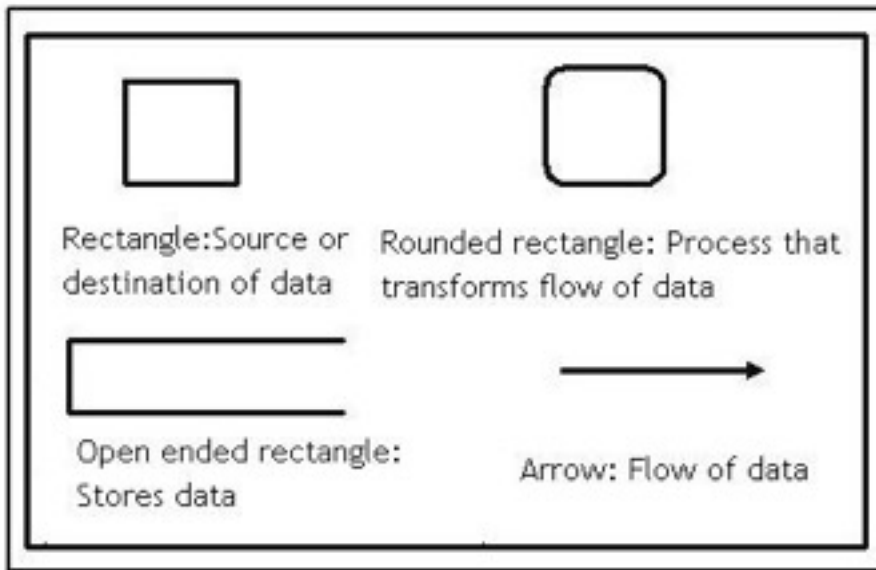 Rectangle:Source or
destination of data
Rounded rectangle: Process that
transforms flow of data
Open ended rectangle:
Stores data
Arrow: Flow of data